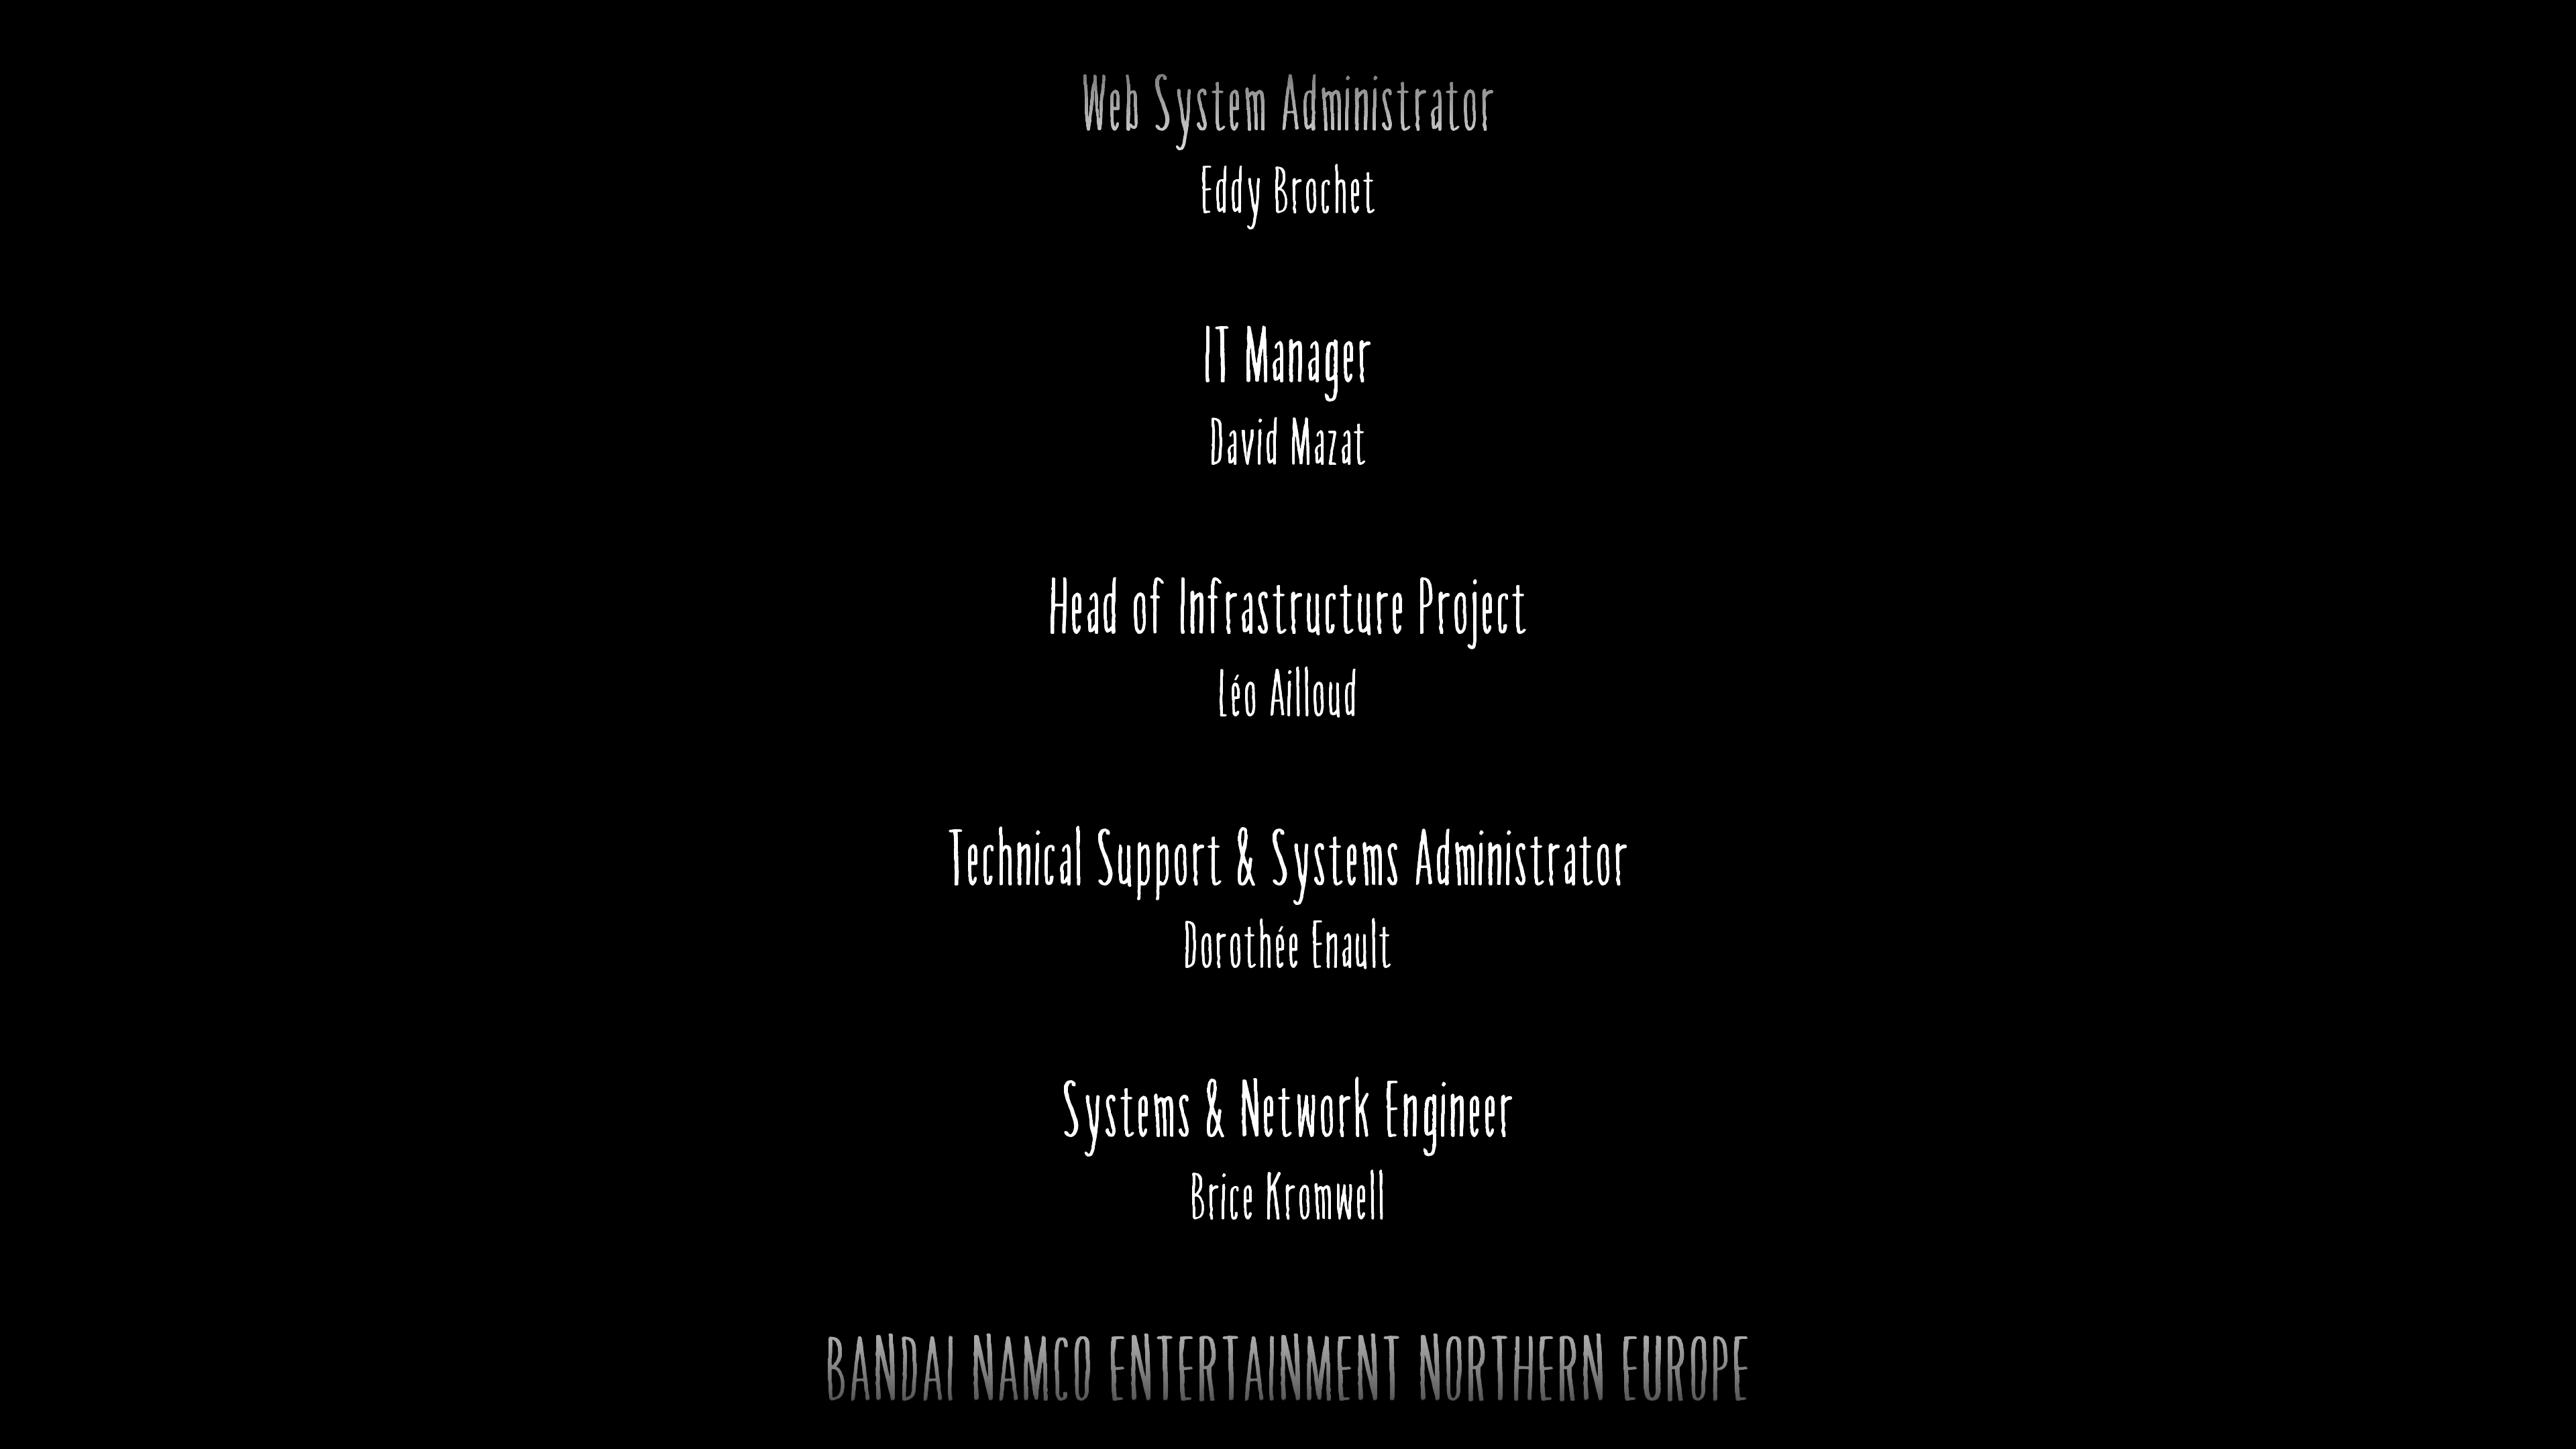 Web System Administrator
Eddy Brochet
IT Manager
David Mazat
Head of Infrastructure Project
Léo Ailloud
Technical Support & Systems Administrator
Dorothée Enault
Systems & Network Engineer
Brice Kromwell
BANDAI NAMCO ENTERTAINMENT NORTHERN EUROPE